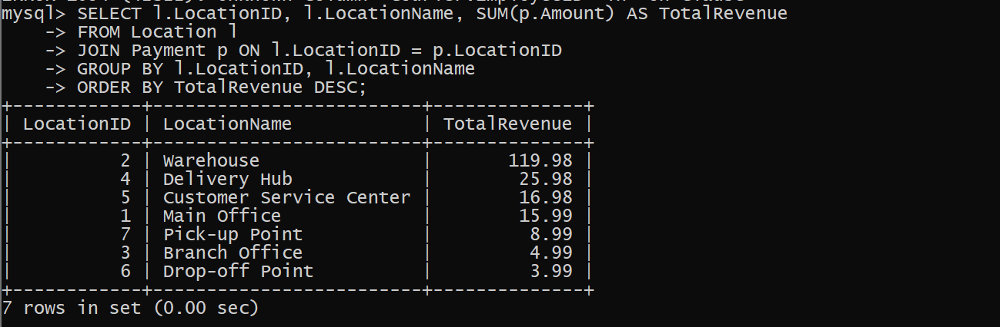 mysql> SELECT l.LocationID, l.LocationName, SUM(p.Amount) AS TotalRevenue
    -> FROM Location l
    -> JOIN Payment p ON l.LocationID = p.LocationID
    -> GROUP BY l.LocationID, l.LocationName
    -> ORDER BY TotalRevenue DESC;
+------------+-------------------------+--------------+
| LocationID | LocationName            | TotalRevenue |
+------------+-------------------------+--------------+
|          2 | Warehouse               |       119.98 |
|          4 | Delivery Hub            |        25.98 |
|          5 | Customer Service Center |        16.98 |
|          1 | Main Office             |        15.99 |
|          7 | Pick-up Point           |         8.99 |
|          3 | Branch Office           |         4.99 |
|          6 | Drop-off Point          |         3.99 |
+------------+-------------------------+--------------+
7 rows in set (0.00 sec)